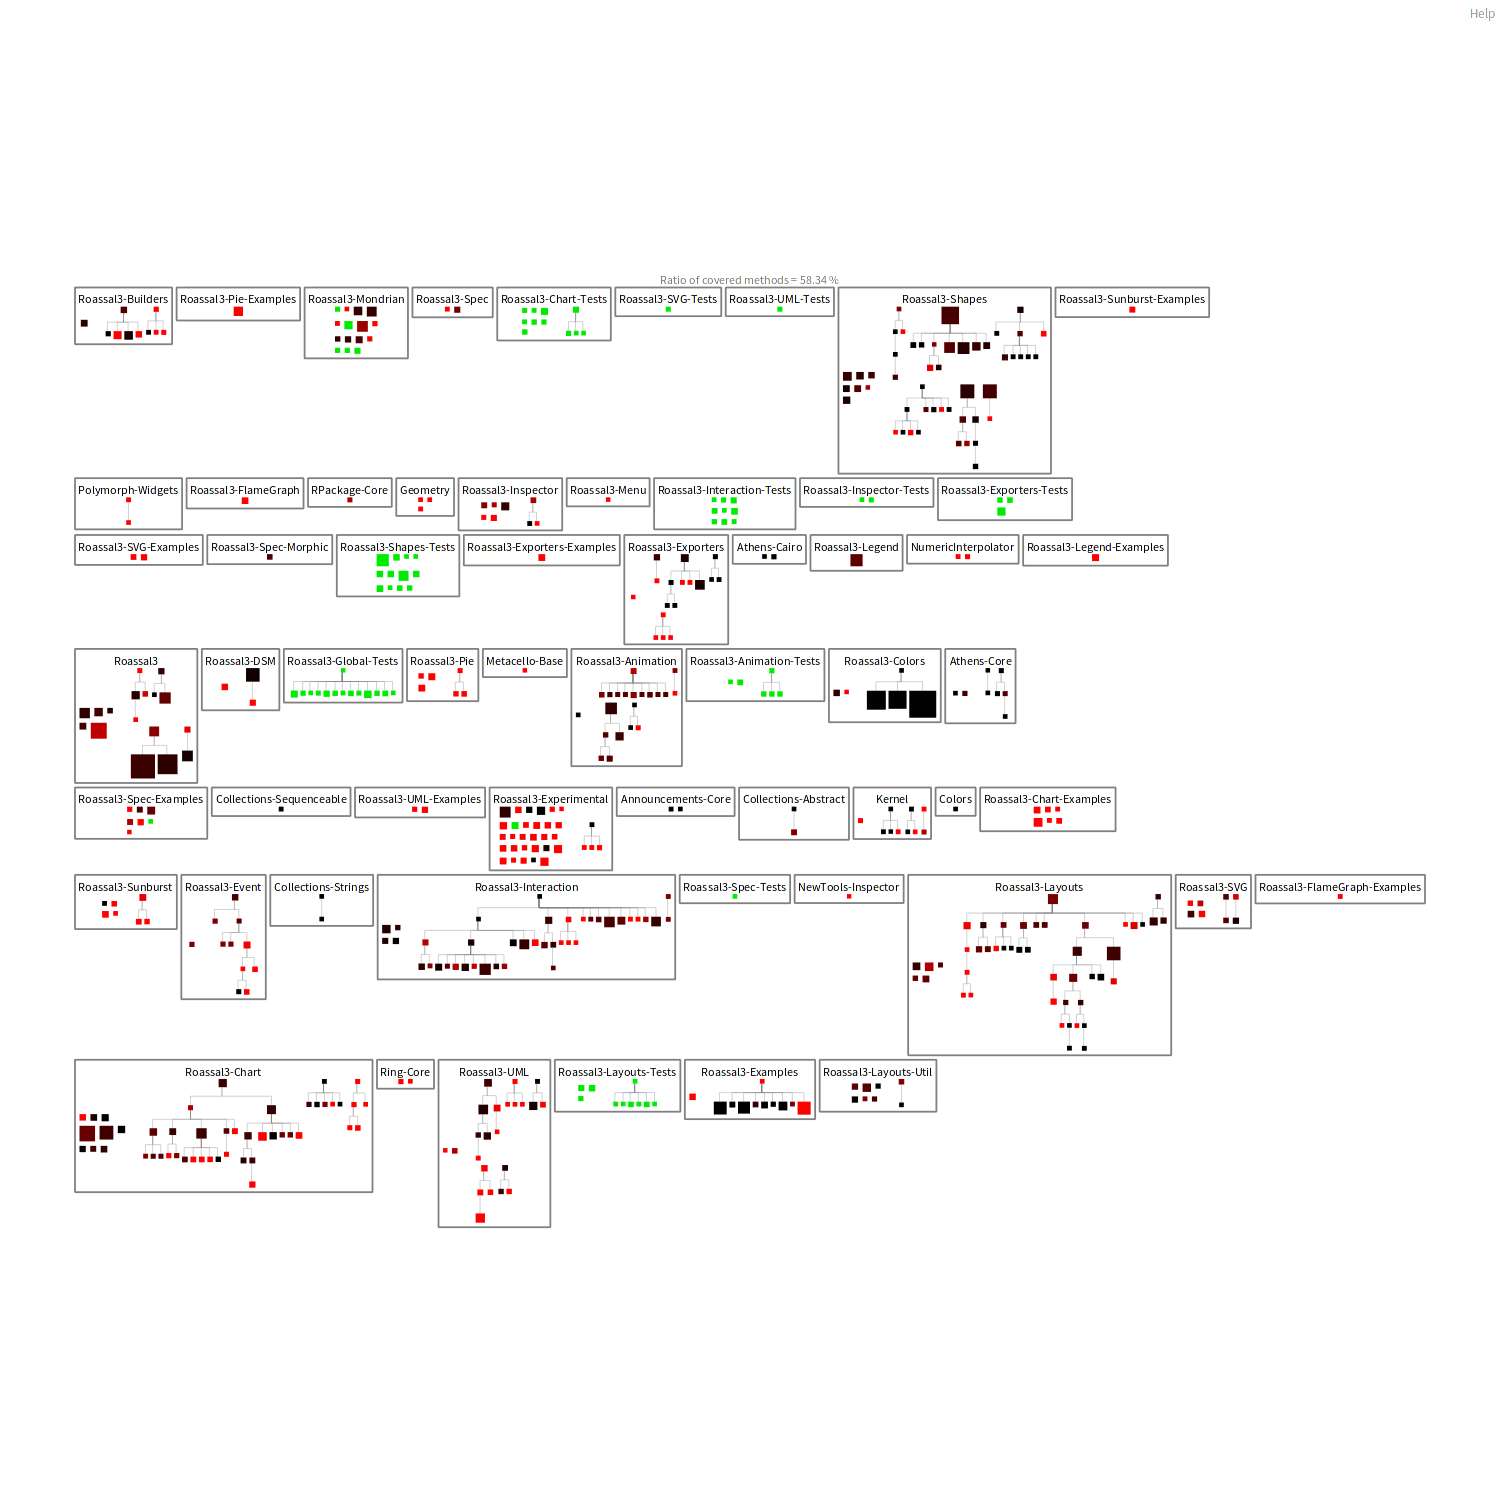 Help
Ratio of covered methods = 58.34 %
Roassal3-Builders
Roassal3-Pie-Examples
Roassal3-Mondrian
Roassal3-Spec
Roassal3-Chart-Tests
Roassal3-SVG-Tests
Roassal3-UML-Tests
Roassal3-Shapes
Roassal3-Sunburst-Examples
Polymorph-Widgets
Roassal3-FlameGraph
RPackage-Core
Geometry
Roassal3-Inspector
Roassal3-Menu
Roassal3-Interaction-Tests
Roassal3-Inspector-Tests
Roassal3-Exporters-Tests
Roassal3-SVG-Examples
Roassal3-Spec-Morphic
Roassal3-Shapes-Tests
Roassal3-Exporters-Examples
Roassal3-Exporters
Athens-Cairo
Roassal3-Legend
NumericInterpolator
Roassal3-Legend-Examples
Roassal3
Roassal3-DSM
Roassal3-Global-Tests
Roassal3-Pie
Metacello-Base
Roassal3-Animation
Roassal3-Animation-Tests
Roassal3-Colors
Athens-Core
Roassal3-Spec-Examples
Collections-Sequenceable
Roassal3-UML-Examples
Roassal3-Experimental
Announcements-Core
Collections-Abstract
Kernel
Colors
Roassal3-Chart-Examples
Roassal3-Sunburst
Roassal3-Event
Collections-Strings
Roassal3-Interaction
Roassal3-Spec-Tests
NewTools-Inspector
Roassal3-Layouts
Roassal3-SVG
Roassal3-FlameGraph-Examples
Roassal3-Chart
Ring-Core
Roassal3-UML
Roassal3-Layouts-Tests
Roassal3-Examples
Roassal3-Layouts-Util